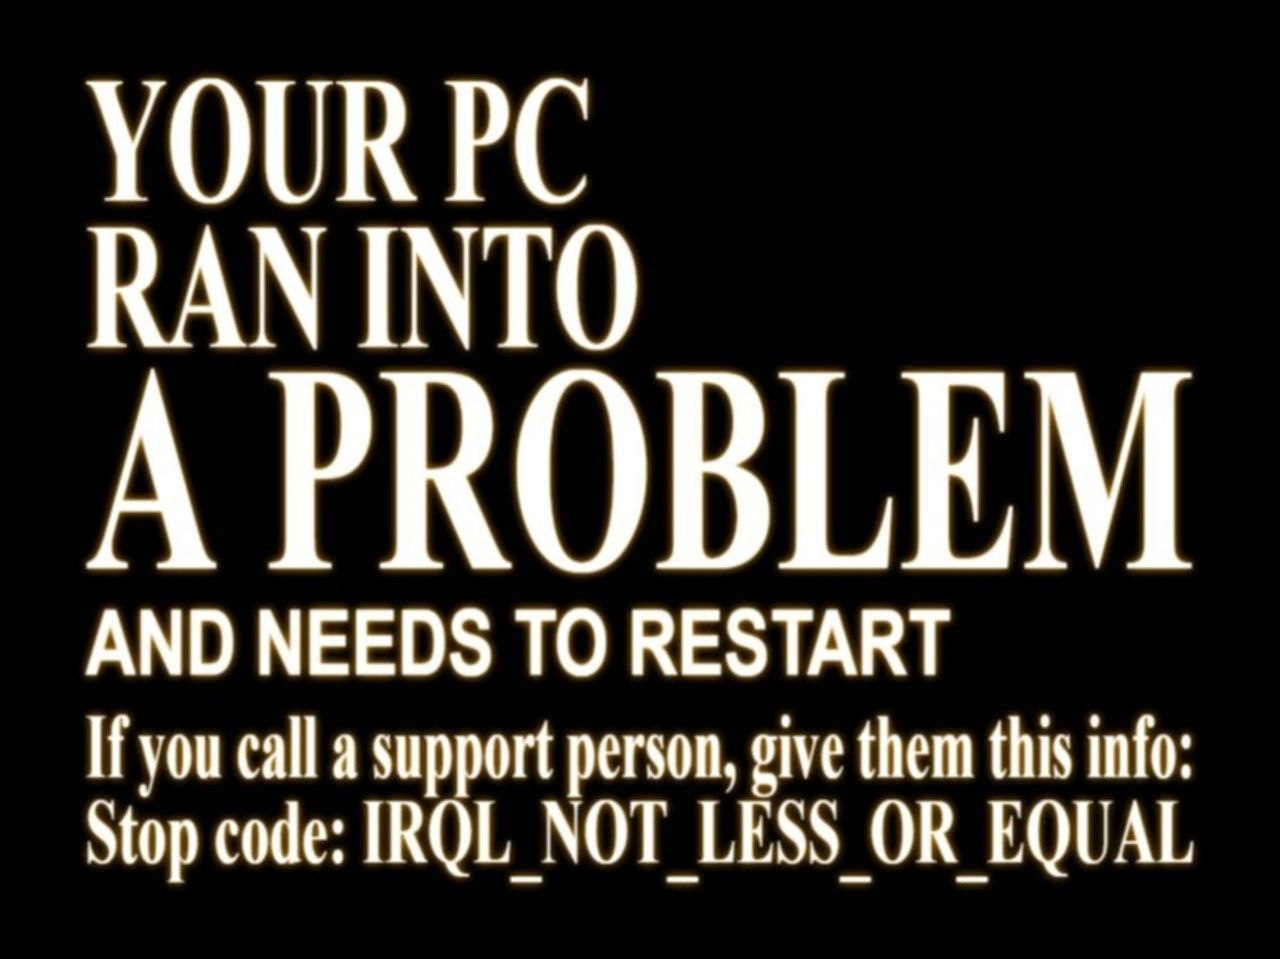 YOUR PC
RAN INTO
A PROBLEM
AND NEEDS TO RESTART
If you call a support person, give them this info:
Stop code: IRQL_NOT_LESS_OR_EQUAL